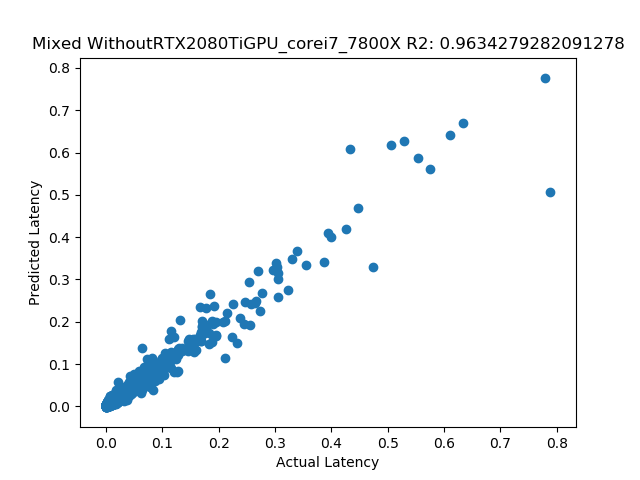 Mixed WithoutRTX2080TiGPU_corei7_7800X R2: 0.9634279282091278
0.8
0.7
0.6
0.5
0.4
0.3
0.2
0.1
0.0
Predicted Latency
0.0 0.1 0.2 0.3 0.4 0.5 0.6 0.7 0.8
Actual Latency